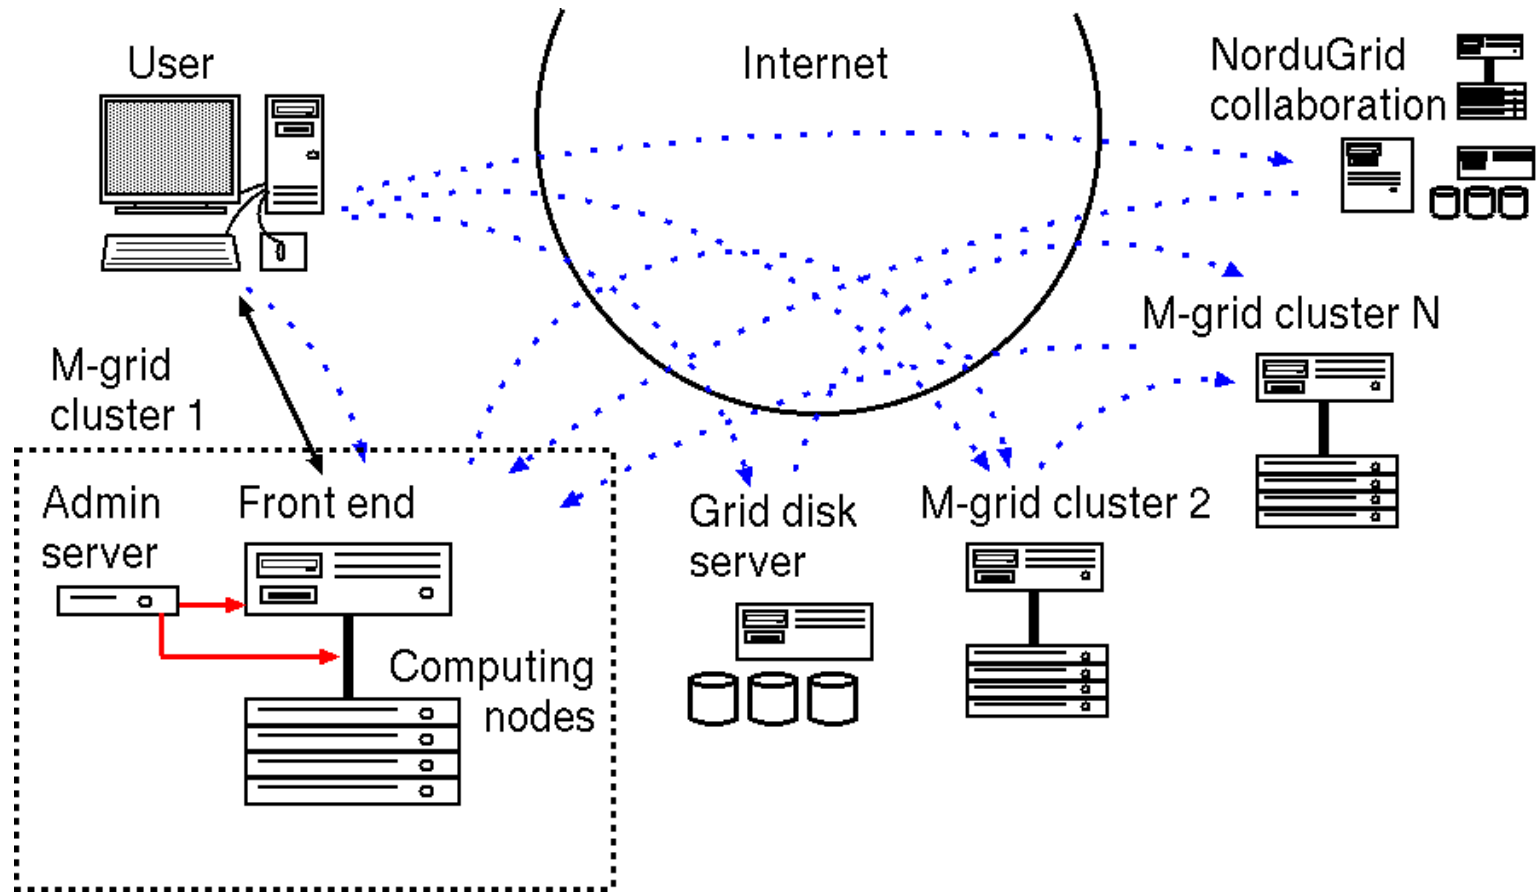 User
Internet
NorduGrid
collaboration
M-grid cluster N
M-grid
cluster 1
Admin
server
Front end
Grid disk
server
M-grid cluster 2
Computing
nodes